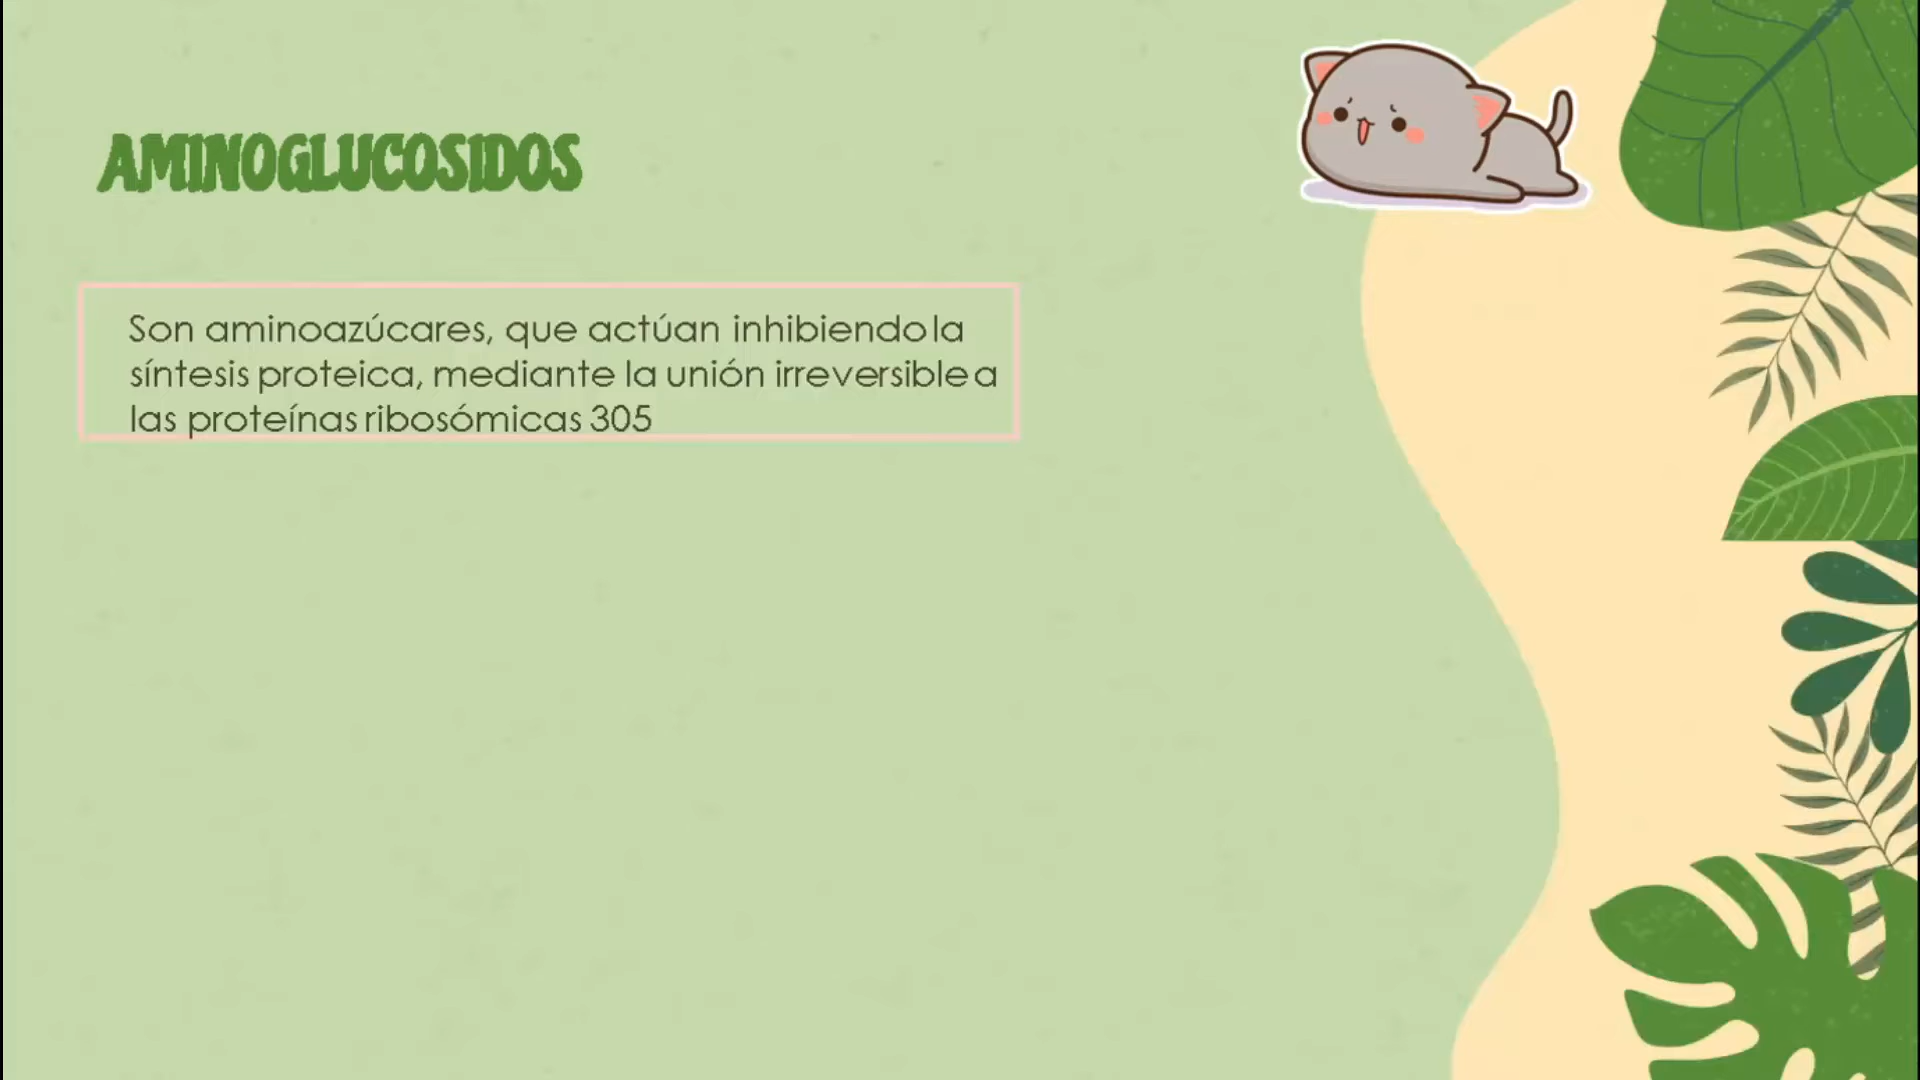 AMINOGLUCOSIDOS
Son aminoazúcares, que actúan inhibiendo la
síntesis proteica, mediante la unión irreversible a
las proteínas ribosómicas 305